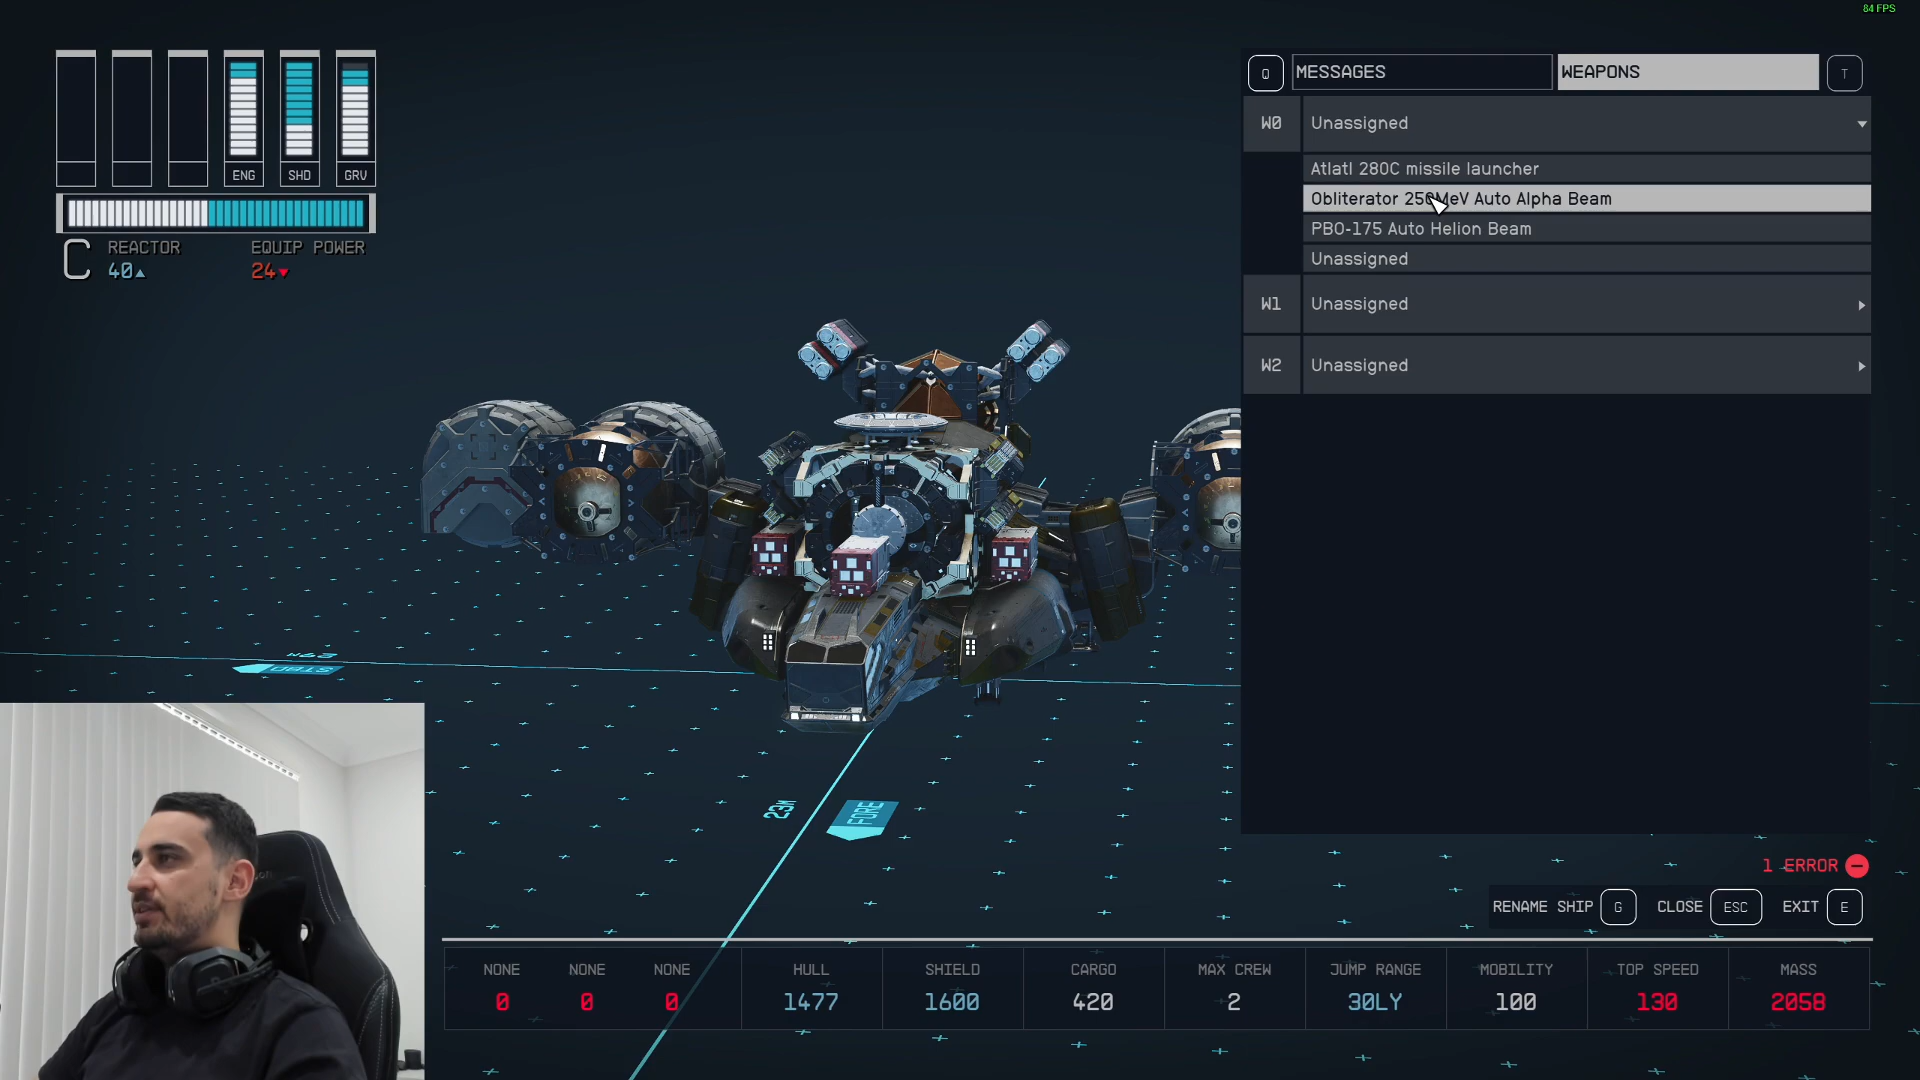 84 FPS
Q MESSAGES WEAPONS T
W0 Unassigned
Atlatl 280C missile launcher
Obliterator 250MeV Auto Alpha Beam
PBO-175 Auto Helion Beam
Unassigned
W1 Unassigned
W2 Unassigned
ENG SHD GRV
C REACTOR EQUIP POWER
40 24
STBD
23M
FORE
1 ERROR
RENAME SHIP G CLOSE ESC EXIT E
NONE NONE NONE HULL SHIELD CARGO MAX CREW JUMP RANGE MOBILITY TOP SPEED MASS
0 0 0 1477 1600 420 2 30LY 100 130 2058